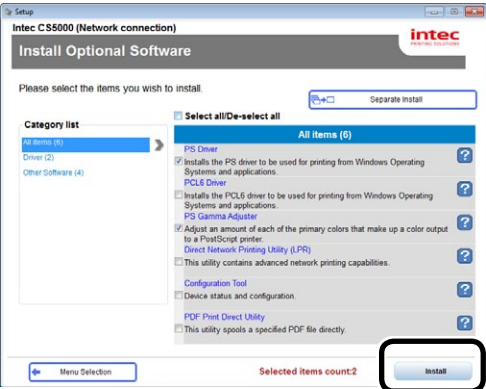 Setup
Intec CS5000 (Network connection)
intec
PRINTING SOLUTIONS
Install Optional Software
Please select the items you wish to install.
Separate Install
Select all/De-select all
Category list
All items (6)
Driver (2)
Other Software (4)
All items (6)
PS Driver
Installs the PS driver to be used for printing from Windows Operating
Systems and applications.
PCL6 Driver
Installs the PCL6 driver to be used for printing from Windows Operating
Systems and applications.
PS Gamma Adjuster
Adjust an amount of each of the primary colors that make up a color output
to a PostScript printer.
Direct Network Printing Utility (LPR)
This utility contains advanced network printing capabilities.
Configuration Tool
Device status and configuration.
PDF Print Direct Utility
This utility spools a specified PDF file directly.
Menu Selection
Selected items count:2
Install